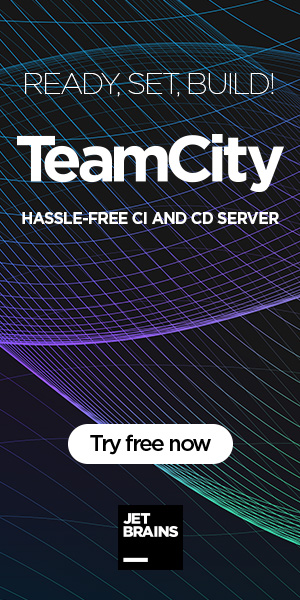 READY, SET, BUILD!
TeamCity
HASSLE-FREE CI AND CD SERVER
Try free now
JET
BRAINS